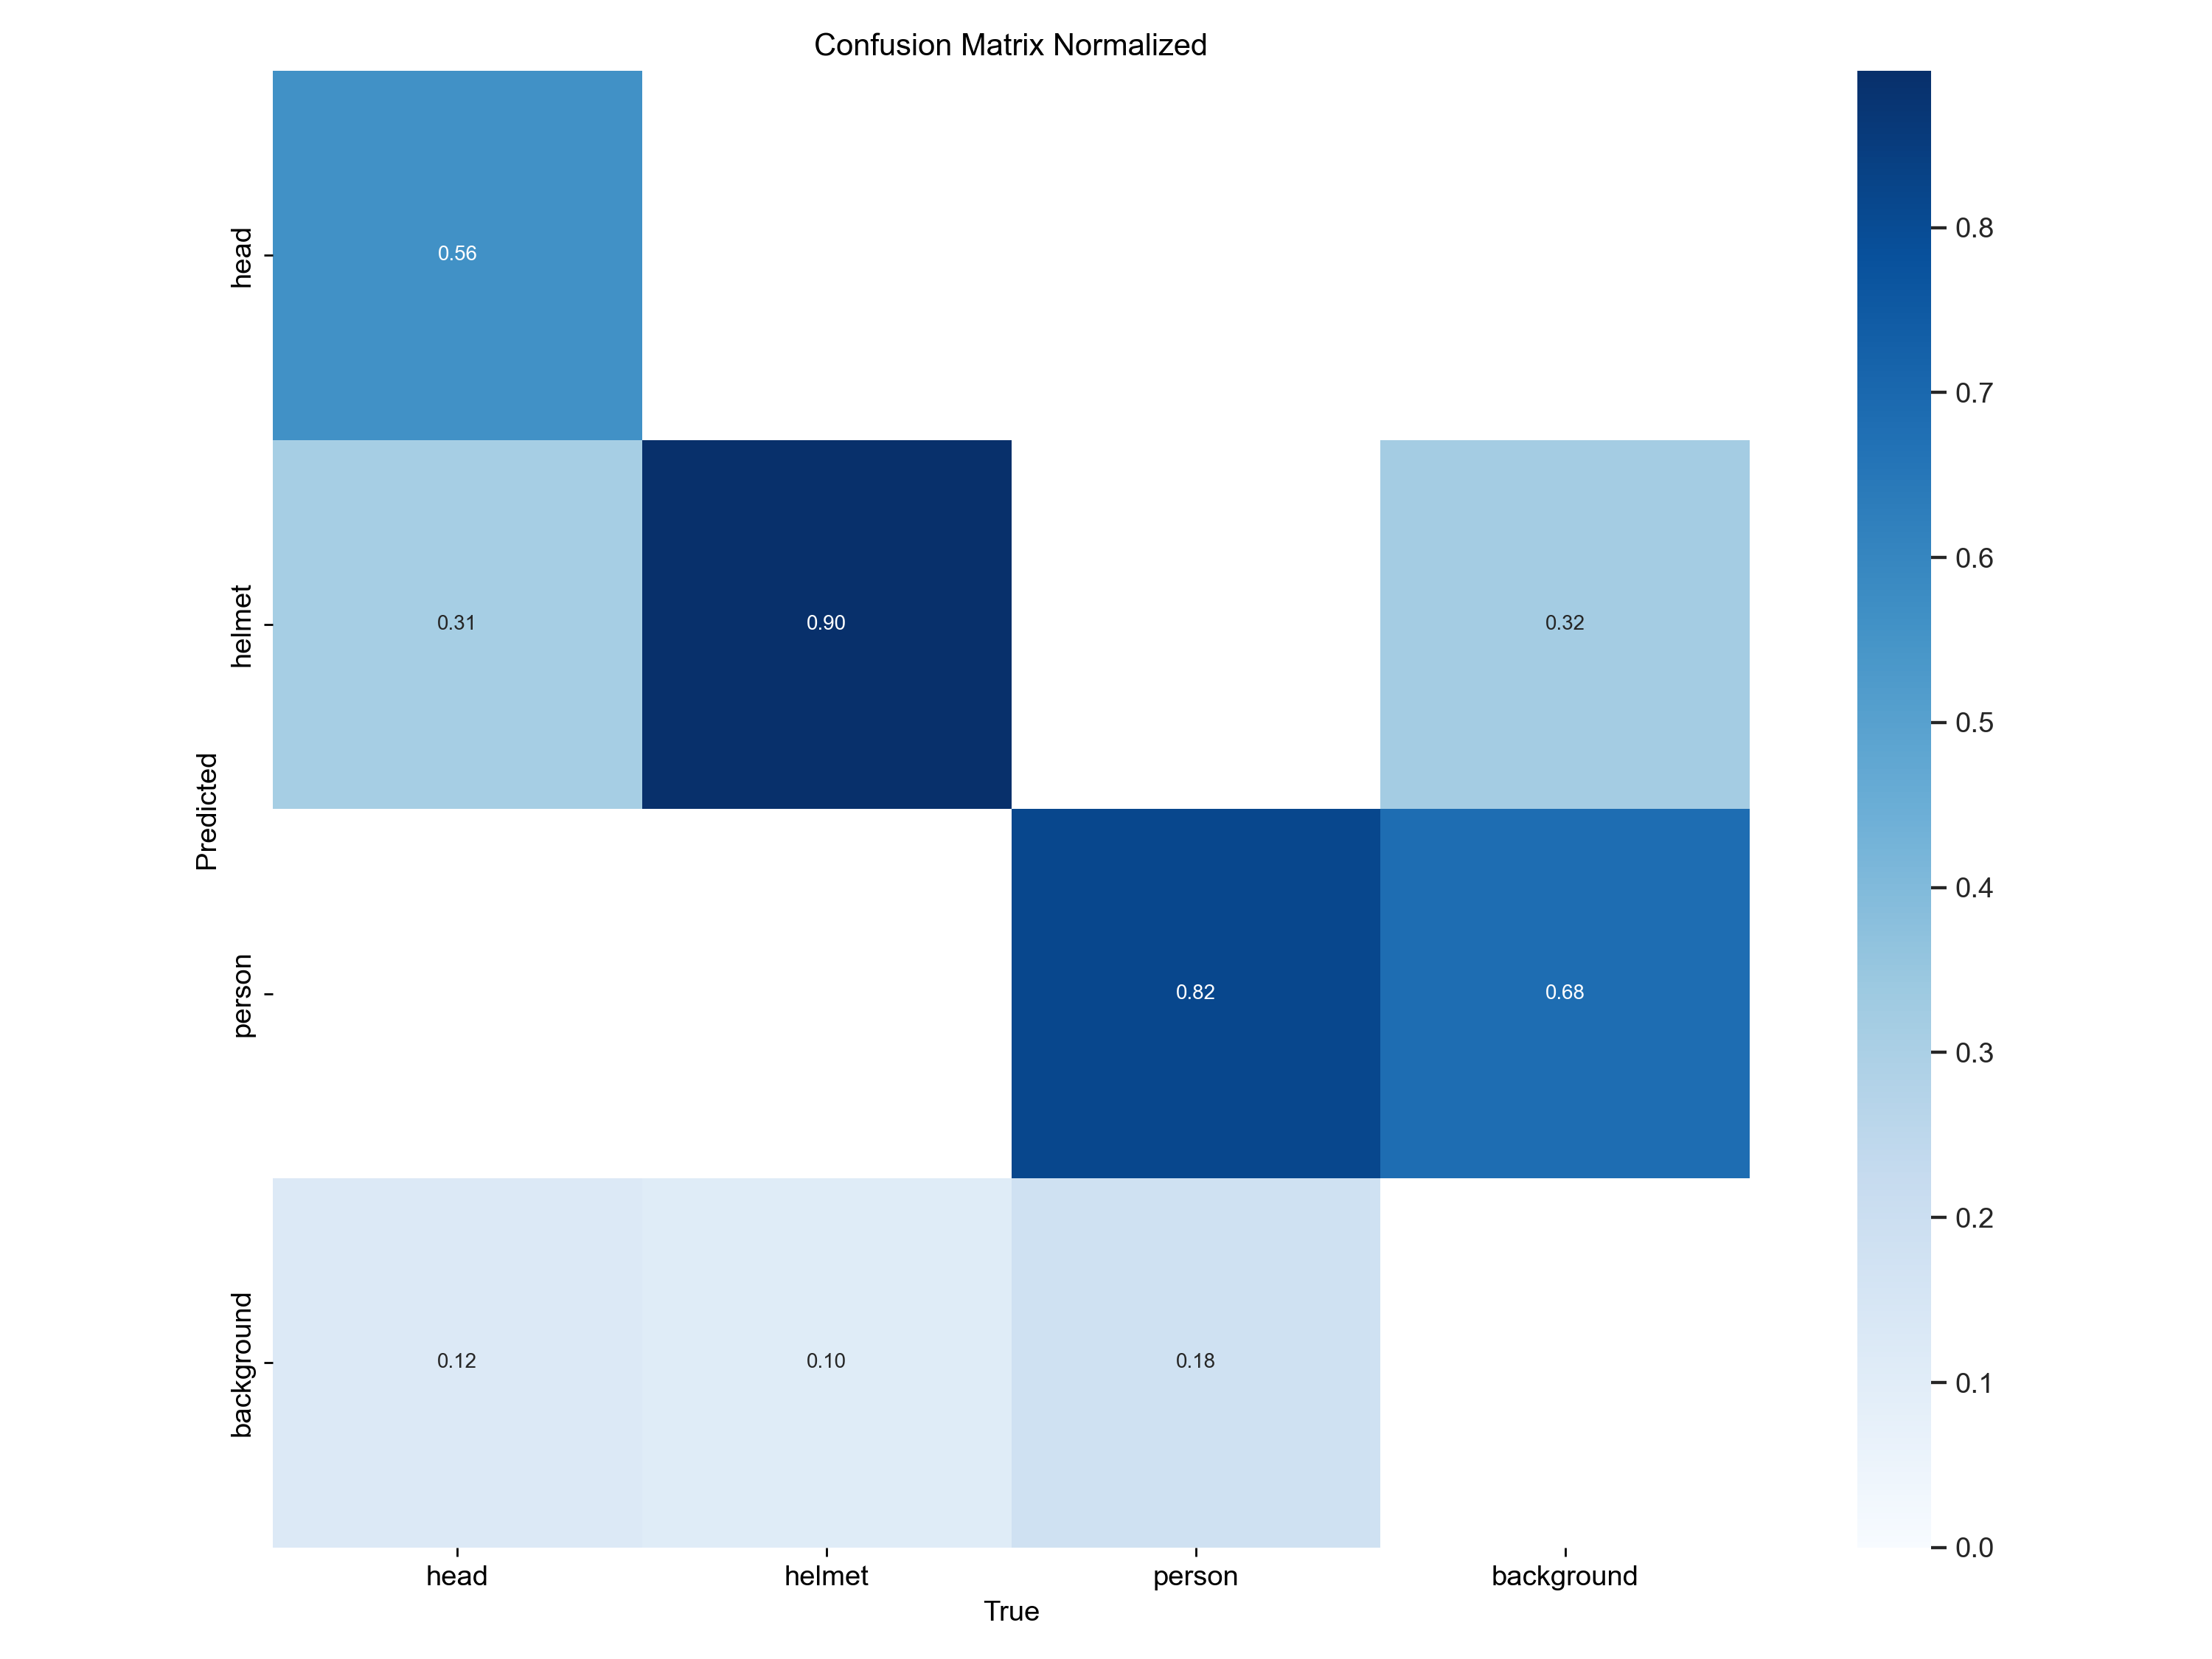 Confusion Matrix Normalized
head
0.56
helmet
0.31 0.90 0.32
person
0.82 0.68
background
0.12 0.10 0.18
Predicted
head helmet person background
True
0.8
0.7
0.6
0.5
0.4
0.3
0.2
0.1
0.0